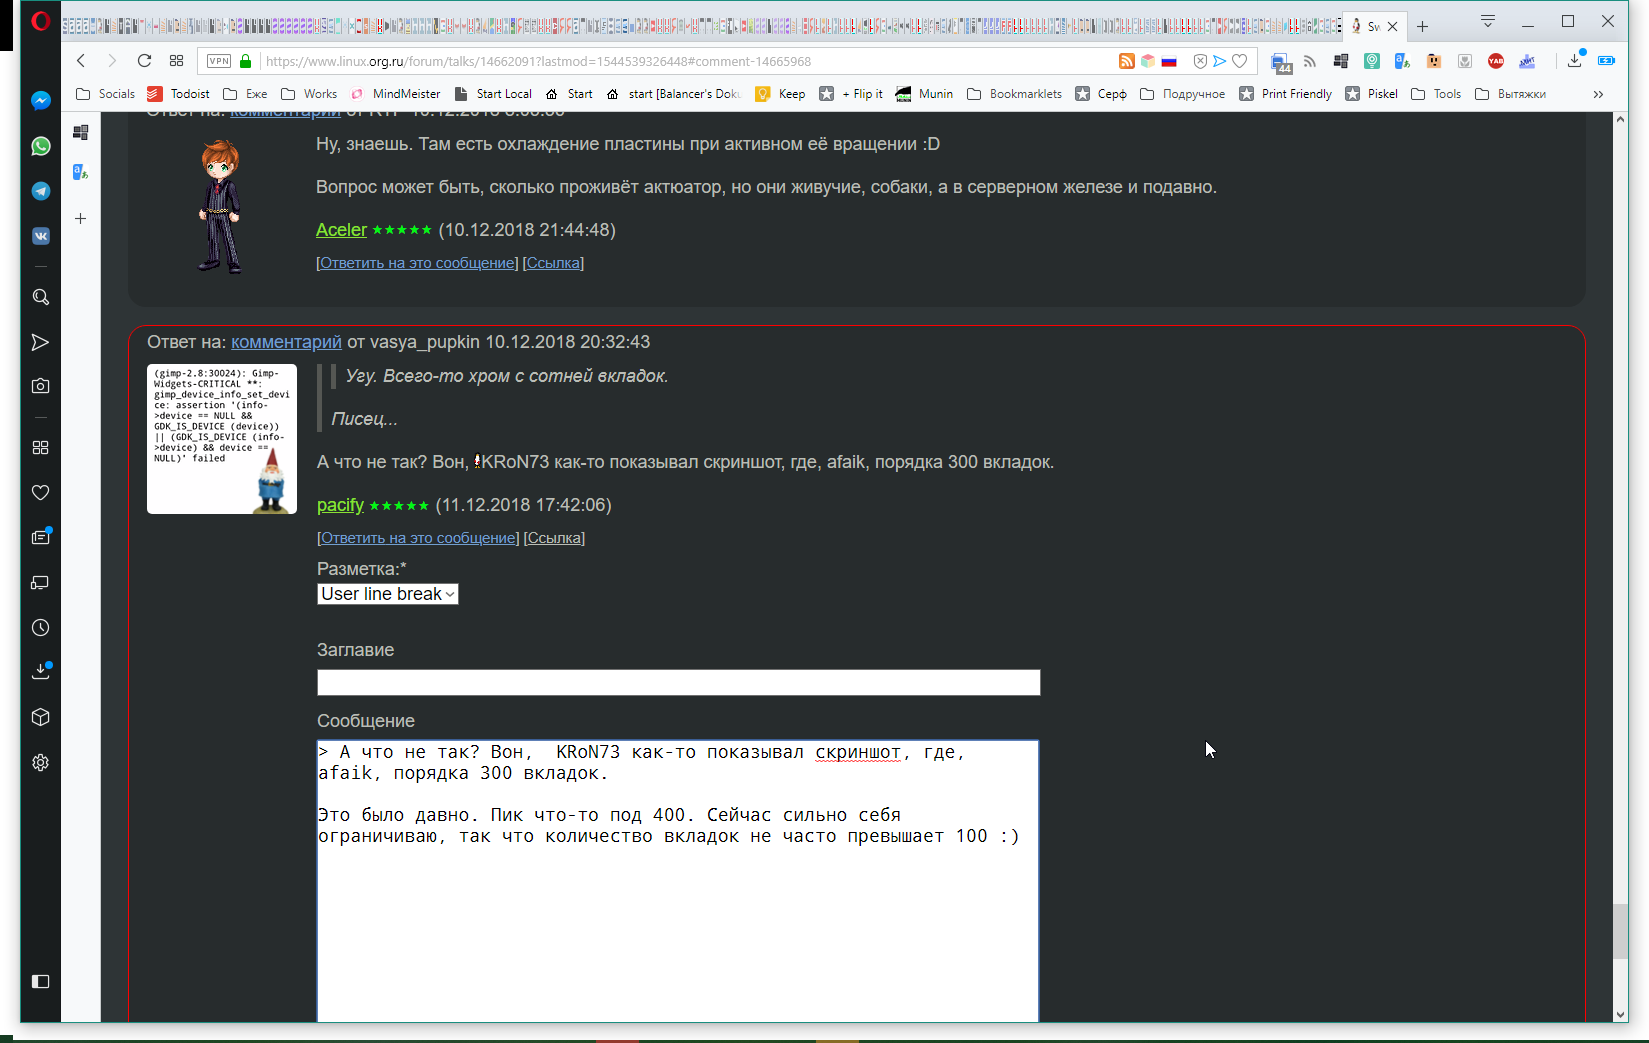 Sw
VPN
https://www.linux.org.ru/forum/talks/14662091?lastmod=1544539326448#comment-14665968
44
YAB
Socials
Todoist
Еже
Works
MindMeister
Start Local
Start
start [Balancer's Doku
Keep
+ Flip it
Munin
Bookmarklets
Серф
Подручное
Print Friendly
Piskel
Tools
Вытяжки
»
Ну, знаешь. Там есть охлаждение пластины при активном её вращении :D
Вопрос может быть, сколько проживёт актюатор, но они живучие, собаки, а в серверном железе и подавно.
Aceler ★★★★★ (10.12.2018 21:44:48)
[Ответить на это сообщение] [Ссылка]
Ответ на: комментарий от vasya_pupkin 10.12.2018 20:32:43
(gimp-2.8:30024): Gimp-
Widgets-CRITICAL **:
gimp_device_info_set_devi
ce: assertion '(info-
>device == NULL &&
GDK_IS_DEVICE (device))
|| (GDK_IS_DEVICE (info-
>device) && device ==
NULL)' failed
Угу. Всего-то хром с сотней вкладок.
Писец...
А что не так? Вон, KRoN73 как-то показывал скриншот, где, afaik, порядка 300 вкладок.
pacify ★★★★★ (11.12.2018 17:42:06)
[Ответить на это сообщение] [Ссылка]
Разметка:*
User line break
Заглавие
Сообщение
> А что не так? Вон,  KRoN73 как-то показывал скриншот, где,
afaik, порядка 300 вкладок.
Это было давно. Пик что-то под 400. Сейчас сильно себя
ограничиваю, так что количество вкладок не часто превышает 100 :)